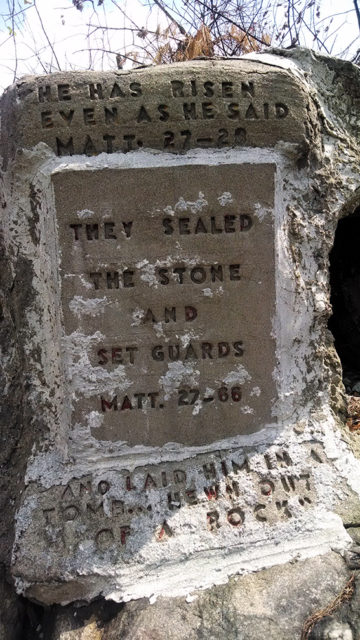 HE HAS RISEN
EVEN AS HE SAID
MATT. 27-28
THEY SEALED
THE STONE
AND
SET GUARDS
MATT. 27-66
AND LAID HIM IN A
TOMB... HEWN OUT
OF A ROCK"